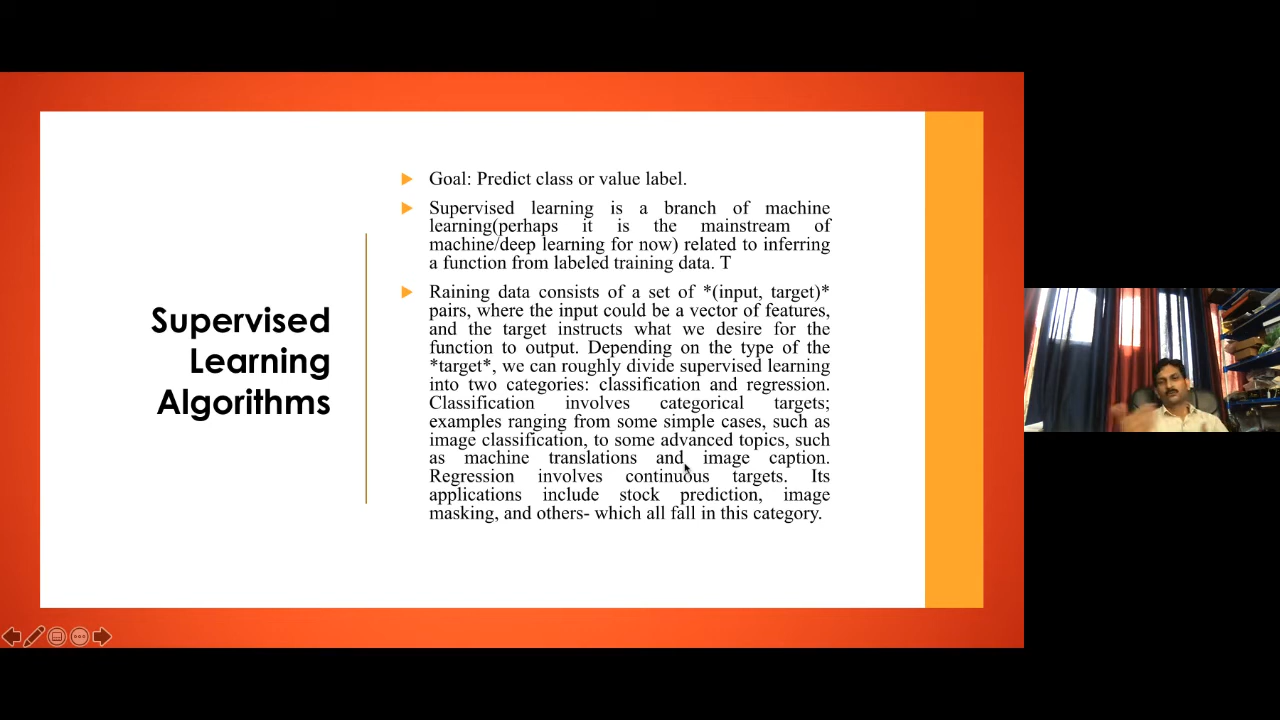 Supervised
Learning
Algorithms
Goal: Predict class or value label.
Supervised learning is a branch of machine
learning(perhaps it is the mainstream of
machine/deep learning for now) related to inferring
a function from labeled training data. T
Raining data consists of a set of *(input, target)*
pairs, where the input could be a vector of features,
and the target instructs what we desire for the
function to output. Depending on the type of the
*target*, we can roughly divide supervised learning
into two categories: classification and regression.
Classification involves categorical targets;
examples ranging from some simple cases, such as
image classification, to some advanced topics, such
as machine translations and image caption.
Regression involves continuous targets. Its
applications include stock prediction, image
masking, and others- which all fall in this category.